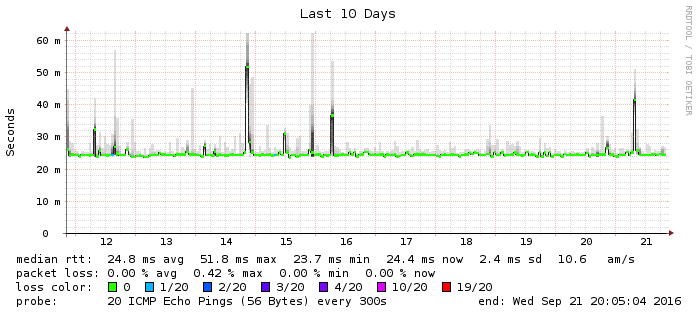 Last 10 Days
RRDTOOL / TOBI OETIKER
Seconds
60 m
50 m
40 m
30 m
20 m
10 m
0
12 13 14 15 16 17 18 19 20 21
median rtt: 24.8 ms avg 51.8 ms max 23.7 ms min 24.4 ms now 2.4 ms sd 10.6 am/s
packet loss: 0.00 % avg 0.42 % max 0.00 % min 0.00 % now
loss color: 0 1/20 2/20 3/20 4/20 10/20 19/20
probe: 20 ICMP Echo Pings (56 Bytes) every 300s end: Wed Sep 21 20:05:04 2016